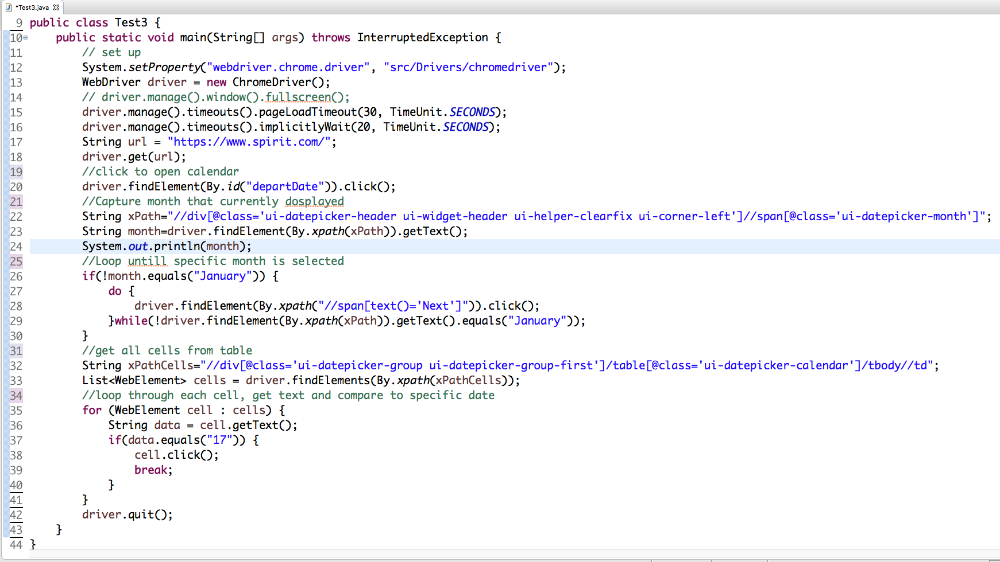 *Test3.java
9 public class Test3 {
10 public static void main(String[] args) throws InterruptedException {
11 // set up
12 System.setProperty("webdriver.chrome.driver", "src/Drivers/chromedriver");
13 WebDriver driver = new ChromeDriver();
14 // driver.manage().window().fullscreen();
15 driver.manage().timeouts().pageLoadTimeout(30, TimeUnit.SECONDS);
16 driver.manage().timeouts().implicitlyWait(20, TimeUnit.SECONDS);
17 String url = "https://www.spirit.com/";
18 driver.get(url);
19 //click to open calendar
20 driver.findElement(By.id("departDate")).click();
21 //Capture month that currently dosplayed
22 String xPath="//div[@class='ui-datepicker-header ui-widget-header ui-helper-clearfix ui-corner-left']//span[@class='ui-datepicker-month']";
23 String month=driver.findElement(By.xpath(xPath)).getText();
24 System.out.println(month);
25 //Loop untill specific month is selected
26 if(!month.equals("January")) {
27 do {
28 driver.findElement(By.xpath("//span[text()='Next']")).click();
29 }while(!driver.findElement(By.xpath(xPath)).getText().equals("January"));
30 }
31 //get all cells from table
32 String xPathCells="//div[@class='ui-datepicker-group ui-datepicker-group-first']/table[@class='ui-datepicker-calendar']/tbody//td";
33 List<WebElement> cells = driver.findElements(By.xpath(xPathCells));
34 //loop through each cell, get text and compare to specific date
35 for (WebElement cell : cells) {
36 String data = cell.getText();
37 if(data.equals("17")) {
38 cell.click();
39 break;
40 }
41 }
42 driver.quit();
43 }
44 }